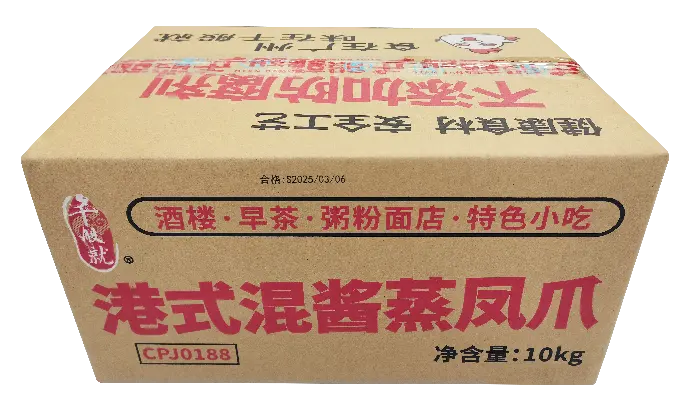 食在广州
味在千般就
不添加防腐剂
健康食材 安全工艺
合格:S2025/03/06
千般就®
酒楼·早茶·粥粉面店·特色小吃
港式混酱蒸凤爪
CPJ0188
净含量:10kg